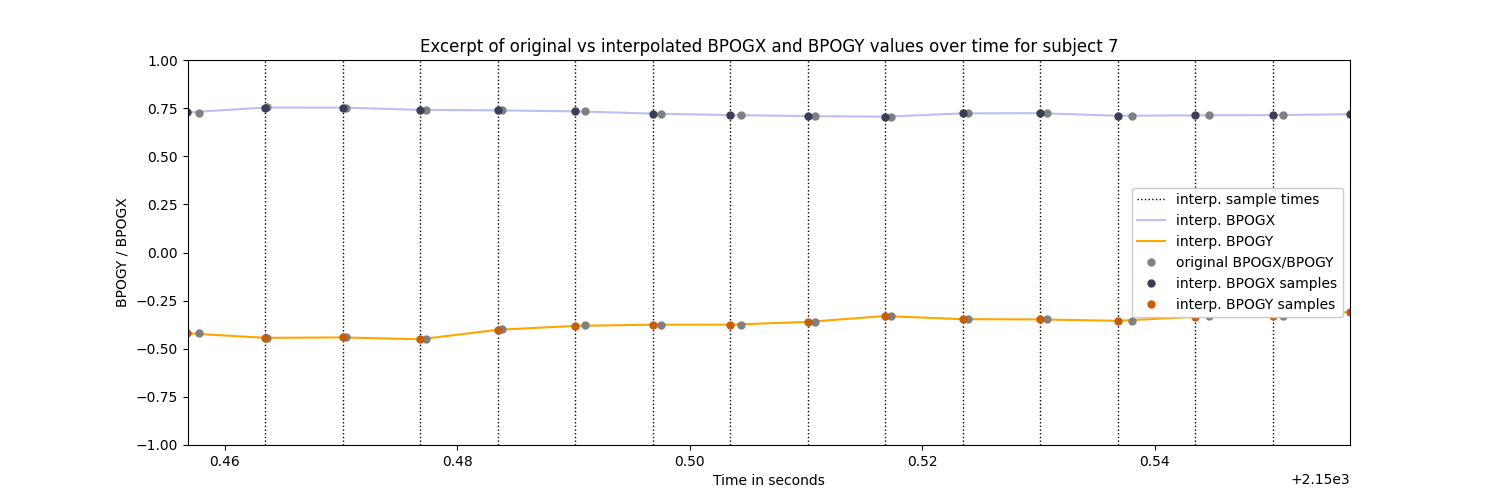 Excerpt of original vs interpolated BPOGX and BPOGY values over time for subject 7
1.00
0.75
0.50
0.25
0.00
−0.25
−0.50
−0.75
−1.00
BPOGY / BPOGX
interp. sample times
interp. BPOGX
interp. BPOGY
original BPOGX/BPOGY
interp. BPOGX samples
interp. BPOGY samples
0.46 0.48 0.50 0.52 0.54
Time in seconds
+2.15e3